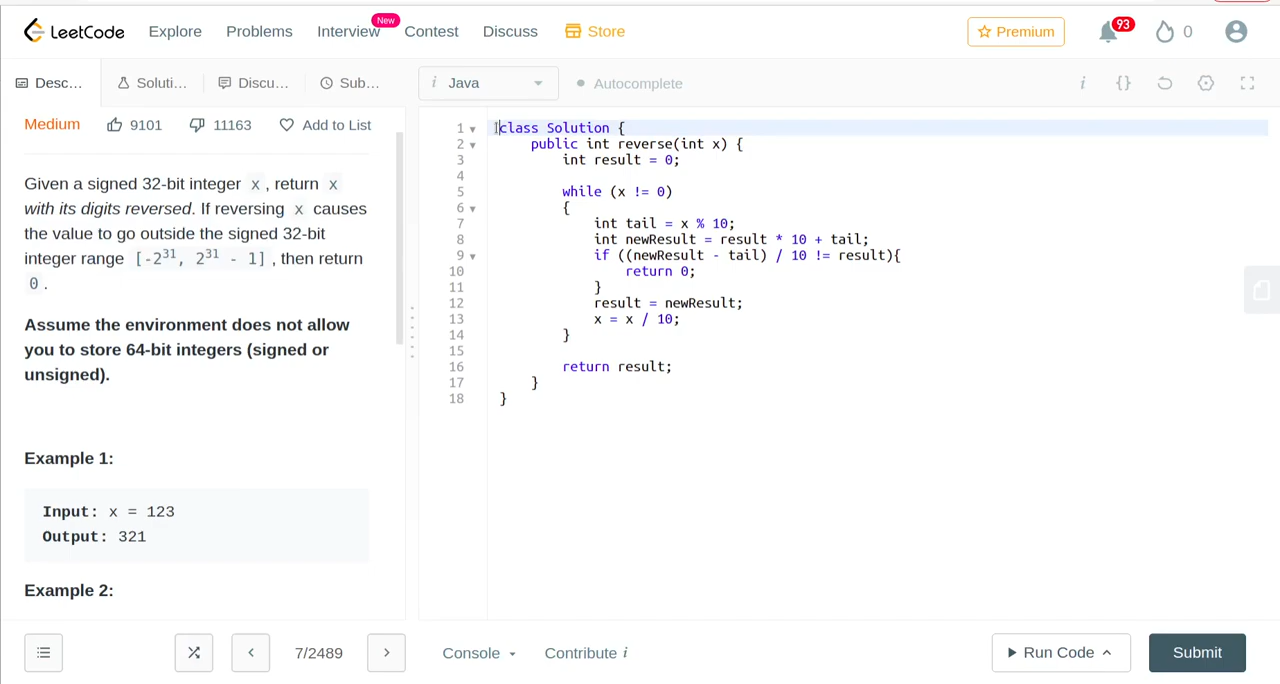 LeetCode Explore Problems Interview New Contest Discuss Store Premium 93 0
Desc... Soluti... Discu... Sub... i Java Autocomplete i {}
Medium 9101 11163 Add to List
Given a signed 32-bit integer x, return x
with its digits reversed. If reversing x causes
the value to go outside the signed 32-bit
integer range [-2³¹, 2³¹ - 1], then return
0.
Assume the environment does not allow
you to store 64-bit integers (signed or
unsigned).
Example 1:
Input: x = 123
Output: 321
Example 2:
1 class Solution {
2     public int reverse(int x) {
3         int result = 0;
4
5         while (x != 0)
6         {
7             int tail = x % 10;
8             int newResult = result * 10 + tail;
9             if ((newResult - tail) / 10 != result){
10                 return 0;
11             }
12             result = newResult;
13             x = x / 10;
14         }
15
16         return result;
17     }
18 }
7/2489 Console Contribute i Run Code Submit